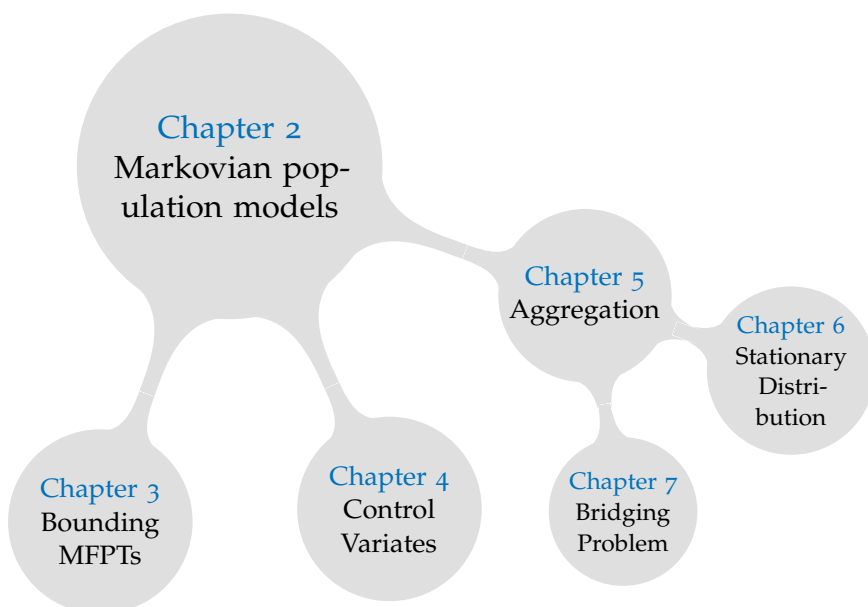 Chapter 2
Markovian pop-
ulation models
Chapter 5
Aggregation
Chapter 6
Stationary
Distri-
bution
Chapter 3
Bounding
MFPTs
Chapter 4
Control
Variates
Chapter 7
Bridging
Problem